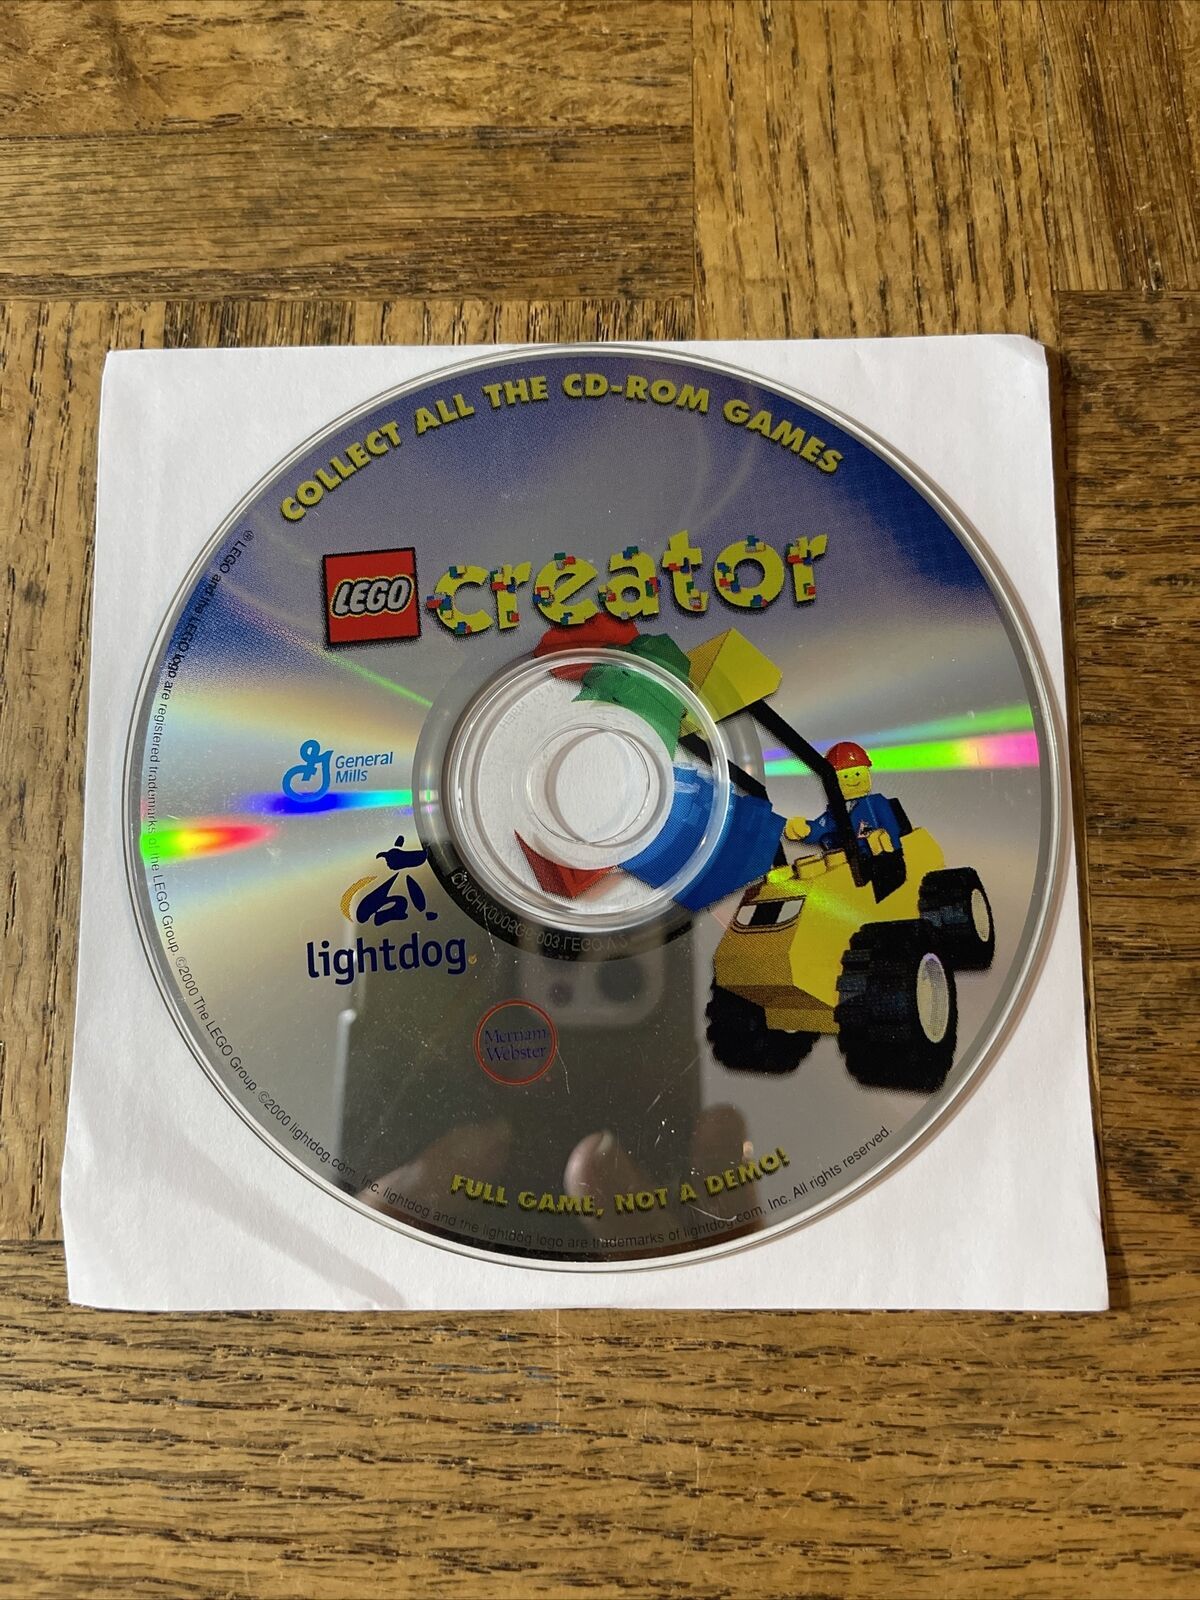 COLLECT ALL THE CD-ROM GAMES
LEGO creator
General
Mills
lightdog
Merriam
Webster
FULL GAME, NOT A DEMO!
® LEGO and the LEGO logo are registered trademarks of the LEGO Group. ©2000 The LEGO Group. ©2000 lightdog.com, Inc. lightdog and the lightdog logo are trademarks of lightdog.com, Inc. All rights reserved.